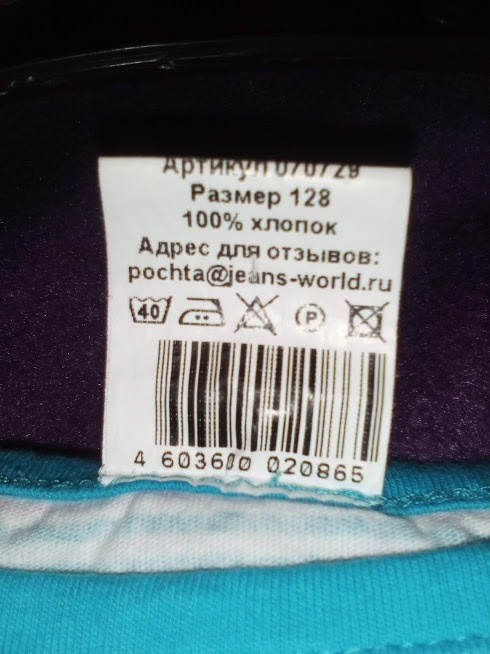 Артикул 070729
Размер 128
100% хлопок
Адрес для отзывов:
pochta@jeans-world.ru
40 P
4 603600 020865